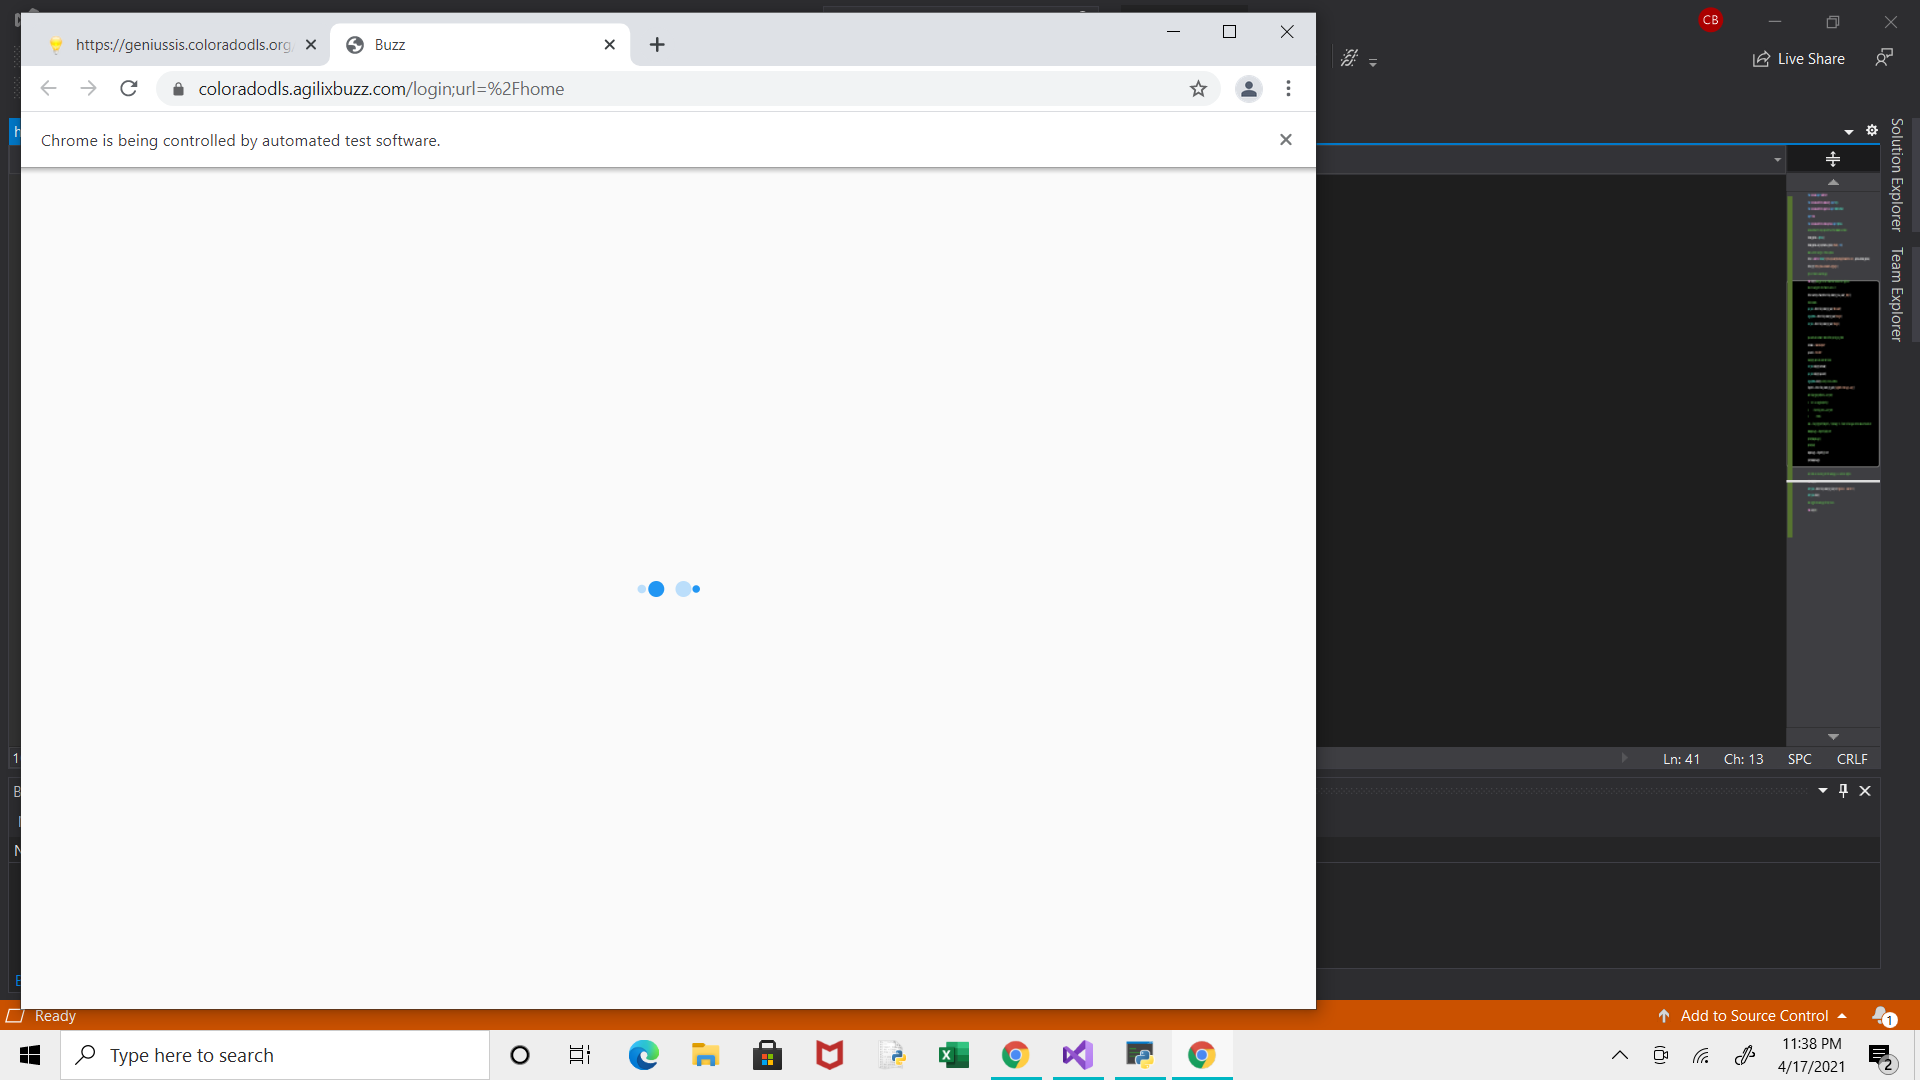 CB
https://geniussis.coloradodls.org/
Buzz
Live Share
coloradodls.agilixbuzz.com/login;url=%2Fhome
Chrome is being controlled by automated test software.
Solution Explorer
Team Explorer
Ln: 41 Ch: 13 SPC CRLF
Ready
Add to Source Control
1
Type here to search
11:38 PM
4/17/2021
2